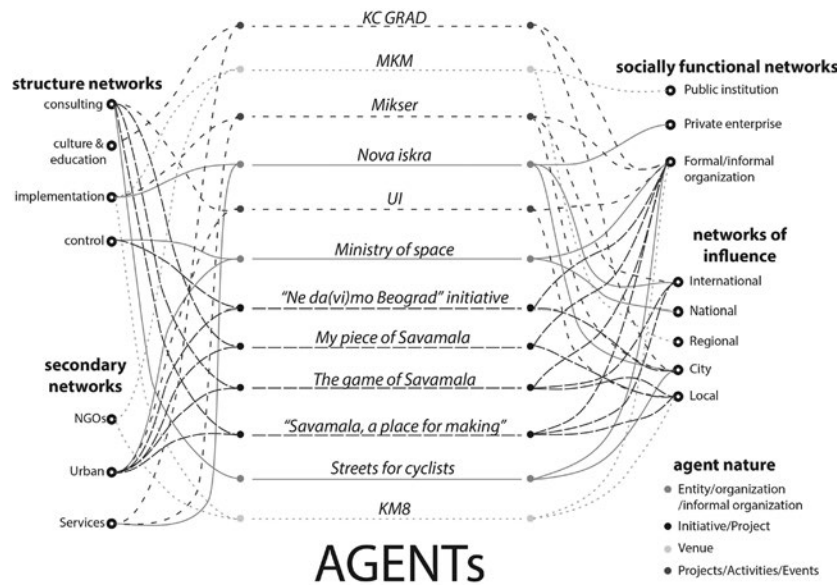 structure networks
consulting
culture &
education
implementation
control
secondary
networks
NGOs
Urban
Services
KC GRAD
MKM
Mikser
Nova iskra
UI
Ministry of space
“Ne da(vi)mo Beograd” initiative
My piece of Savamala
The game of Savamala
“Savamala, a place for making”
Streets for cyclists
KM8
AGENTs
socially functional networks
Public institution
Private enterprise
Formal/informal
organization
networks of
influence
International
National
Regional
City
Local
agent nature
Entity/organization
/informal organization
Initiative/Project
Venue
Projects/Activities/Events